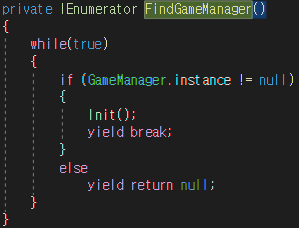 private IEnumerator FindGameManager()
{
while(true)
{
if (GameManager.instance != null)
{
Init();
yield break;
}
else
yield return null;
}
}